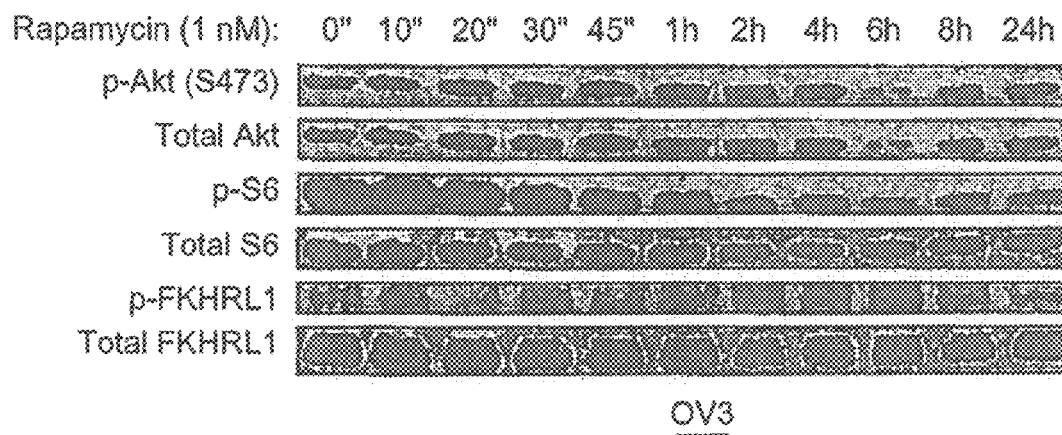 Rapamycin (1 nM): 0" 10" 20" 30" 45" 1h 2h 4h 6h 8h 24h
p-Akt (S473)
Total Akt
p-S6
Total S6
p-FKHRL1
Total FKHRL1
OV3